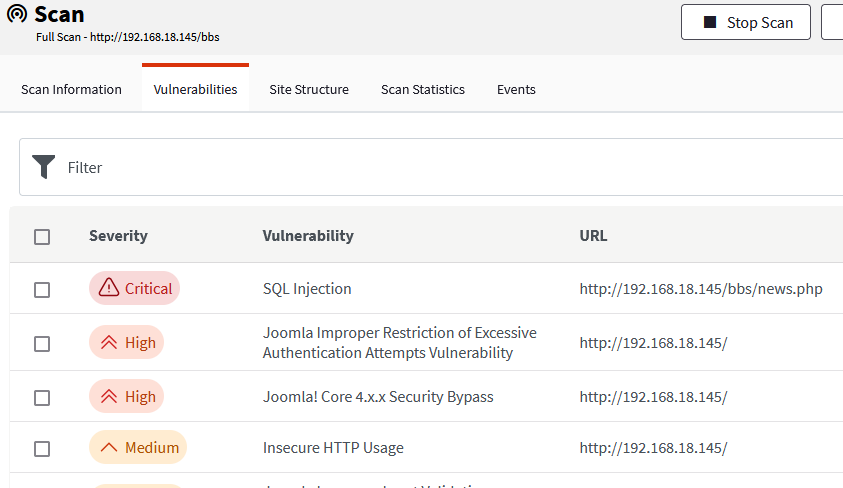 Scan
Stop Scan
Full Scan - http://192.168.18.145/bbs
Scan Information Vulnerabilities Site Structure Scan Statistics Events
Filter
Severity Vulnerability URL
Critical SQL Injection http://192.168.18.145/bbs/news.php
High Joomla Improper Restriction of Excessive
Authentication Attempts Vulnerability http://192.168.18.145/
High Joomla! Core 4.x.x Security Bypass http://192.168.18.145/
Medium Insecure HTTP Usage http://192.168.18.145/